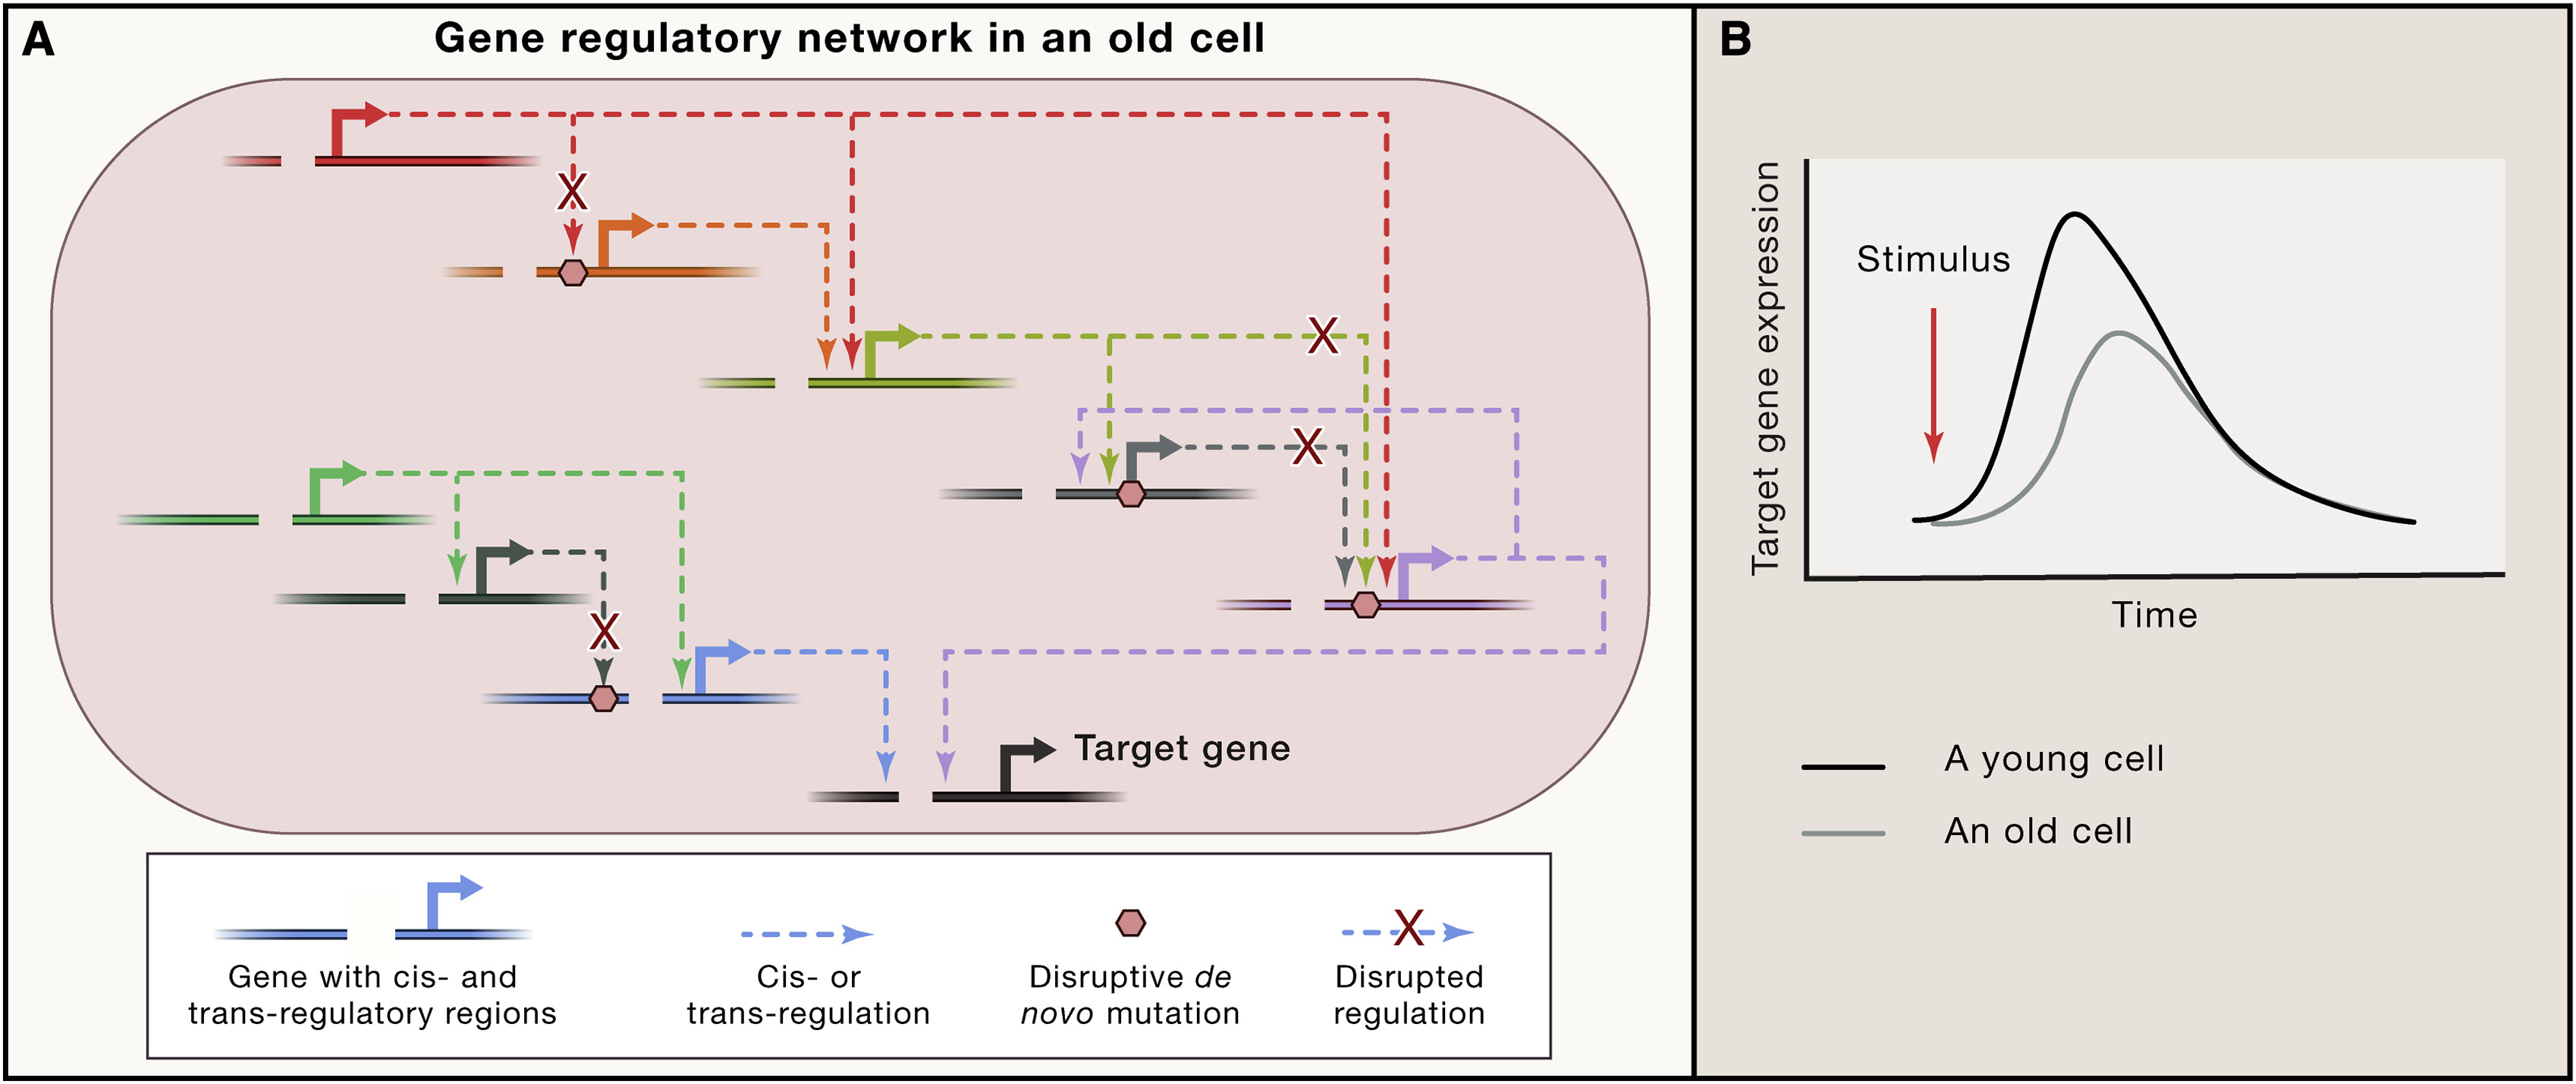 A
Gene regulatory network in an old cell
X
X
X
X
Target gene
Gene with cis- and
trans-regulatory regions
Cis- or
trans-regulation
Disruptive de
novo mutation
X
Disrupted
regulation
B
Target gene expression
Stimulus
Time
A young cell
An old cell